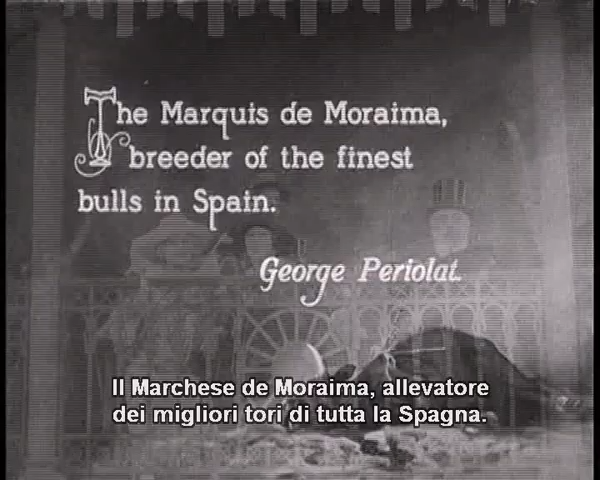 The Marquis de Moraima,
breeder of the finest
bulls in Spain.
George Periolat
Il Marchese de Moraima, allevatore
dei migliori tori di tutta la Spagna.